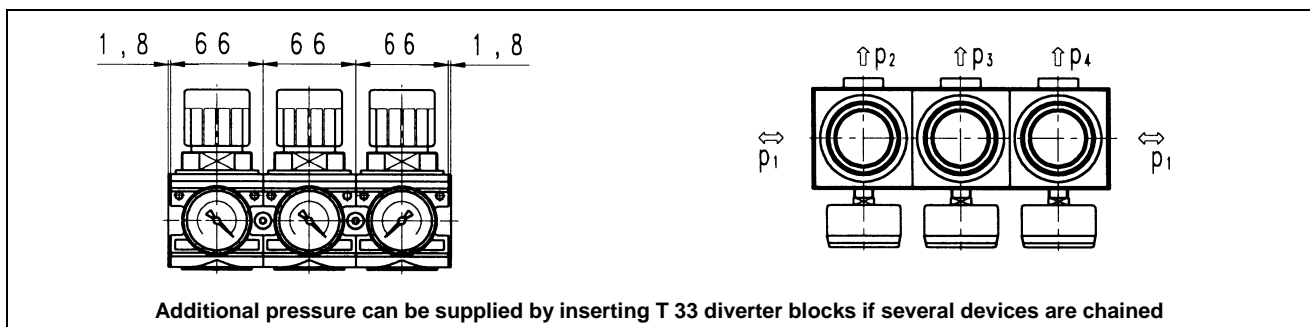 1,8 66 66 66 1,8
⇧p₂ ⇧p₃ ⇧p₄
p₁ p₁
Additional pressure can be supplied by inserting T 33 diverter blocks if several devices are chained